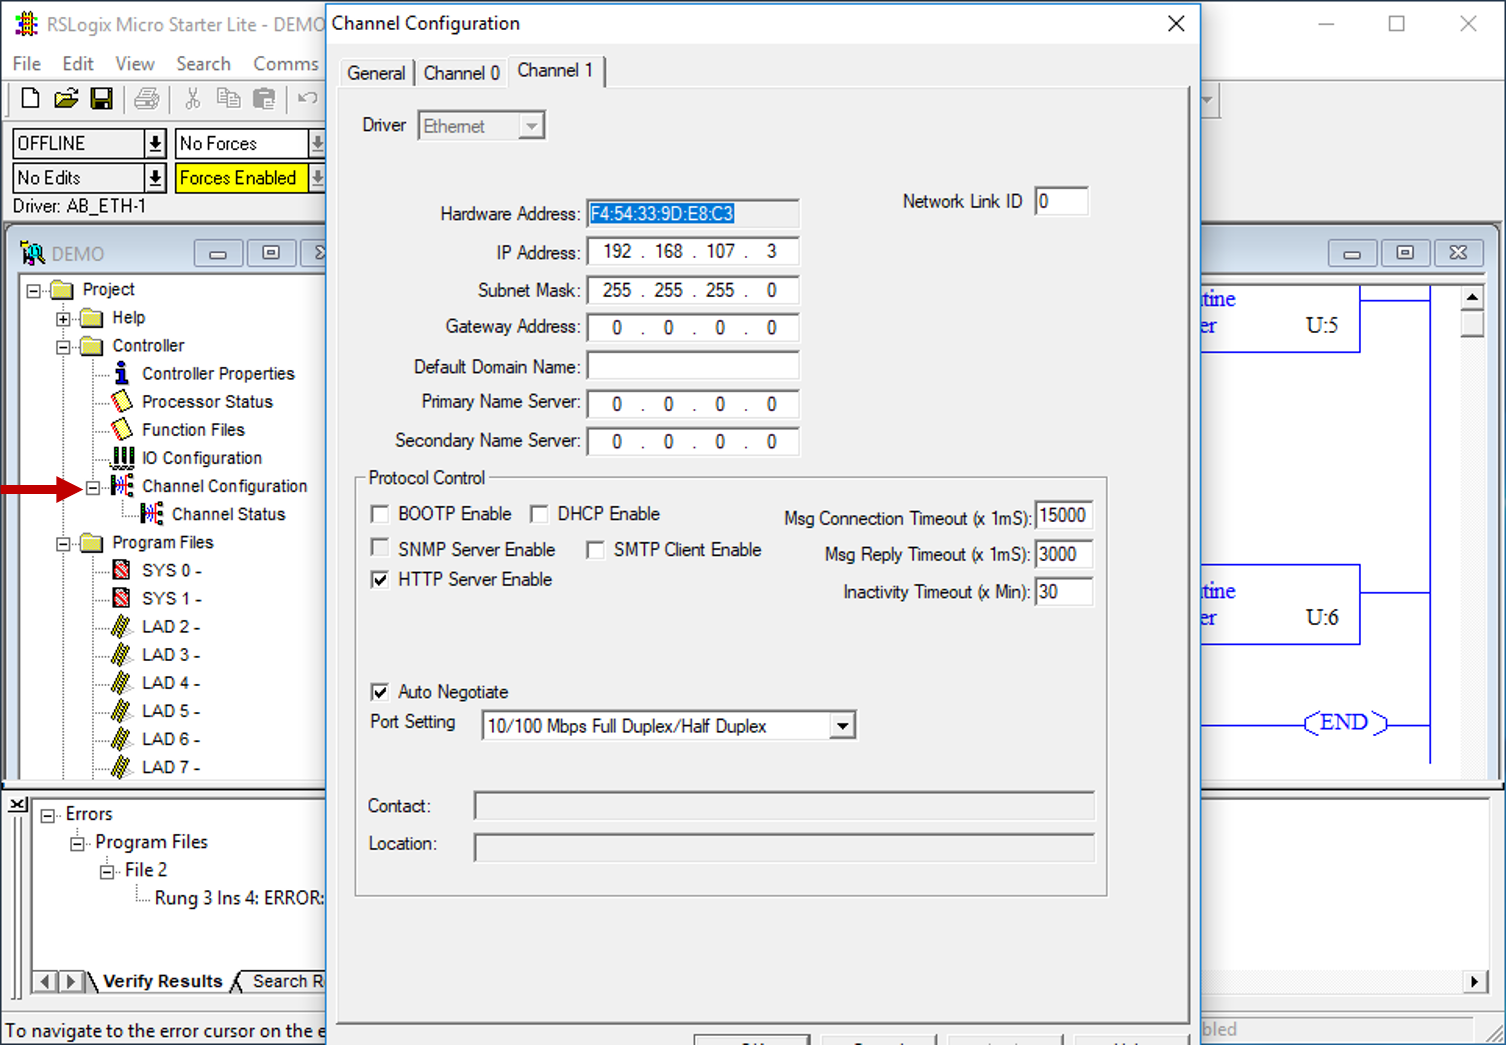 RSLogix Micro Starter Lite - DEMO
Channel Configuration
File Edit View Search Comms
General Channel 0 Channel 1
Driver Ethernet
OFFLINE No Forces
No Edits Forces Enabled
Driver: AB_ETH-1
Hardware Address: F4:54:33:9D:E8:C3
Network Link ID 0
IP Address: 192 . 168 . 107 . 3
Subnet Mask: 255 . 255 . 255 . 0
Gateway Address: 0 . 0 . 0 . 0
Default Domain Name:
Primary Name Server: 0 . 0 . 0 . 0
Secondary Name Server: 0 . 0 . 0 . 0
Protocol Control
BOOTP Enable DHCP Enable
SNMP Server Enable SMTP Client Enable
HTTP Server Enable
Msg Connection Timeout (x 1mS): 15000
Msg Reply Timeout (x 1mS): 3000
Inactivity Timeout (x Min): 30
Auto Negotiate
Port Setting 10/100 Mbps Full Duplex/Half Duplex
Contact:
Location:
DEMO
Project
Help
Controller
Controller Properties
Processor Status
Function Files
IO Configuration
Channel Configuration
Channel Status
Program Files
SYS 0 -
SYS 1 -
LAD 2 -
LAD 3 -
LAD 4 -
LAD 5 -
LAD 6 -
LAD 7 -
tine
er U:5
tine
er U:6
END
Errors
Program Files
File 2
Rung 3 Ins 4: ERROR:
Verify Results Search R
To navigate to the error cursor on the e
bled